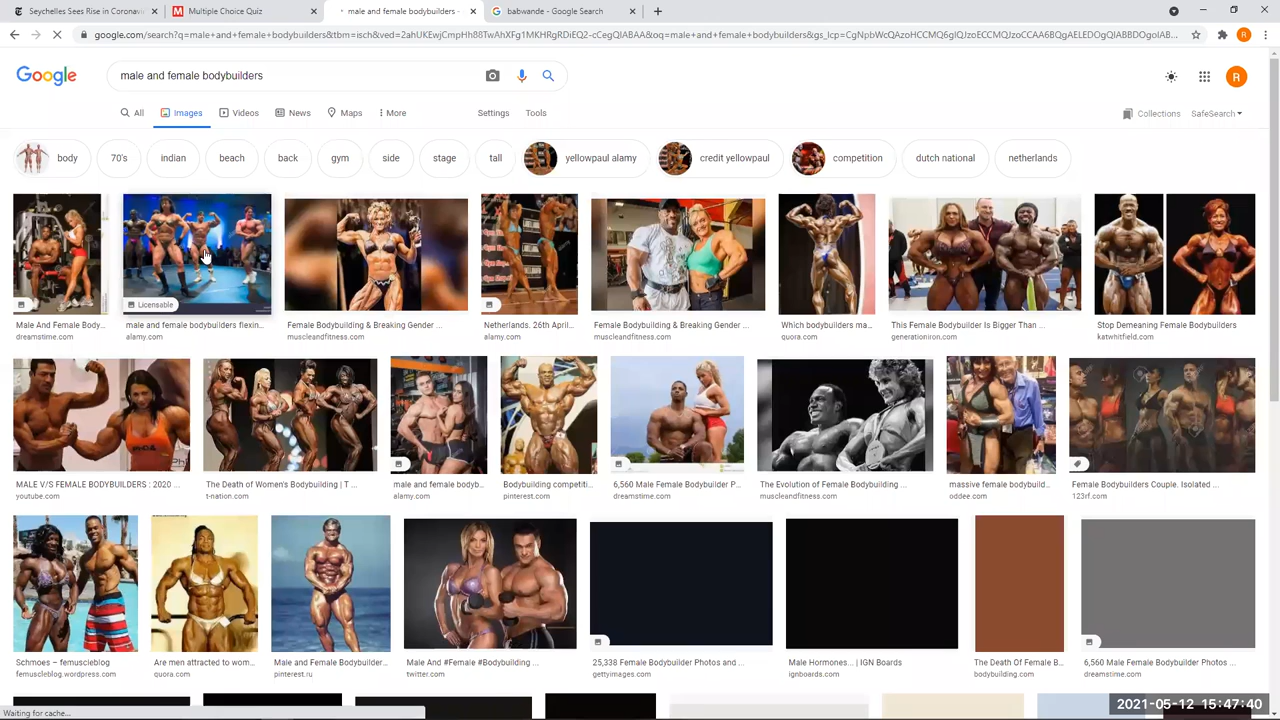 Seychelles Sees Rise in Coronavi
Multiple Choice Quiz
male and female bodybuilders -
babwande - Google Search
google.com/search?q=male+and+female+bodybuilders&tbm=isch&ved=2ahUKEwjCmpHh88TwAhXFg1MKHRgRDiEQ2-cCegQIABAA&oq=male+and+female+bodybuilders&gs_lcp=CgNpbWcQAzoHCCMQ6gIQJzoECCMQJzoCCAA6BQgAELEDOgQIABBDOgoIAB...
R
Google
male and female bodybuilders
R
All
Images
Videos
News
Maps
More
Settings
Tools
Collections
SafeSearch
body
70's
indian
beach
back
gym
side
stage
tall
yellowpaul alamy
credit yellowpaul
competition
dutch national
netherlands
Licensable
Male And Female Body...
male and female bodybuilders flexin...
Female Bodybuilding & Breaking Gender ...
Netherlands. 26th April...
Female Bodybuilding & Breaking Gender ...
Which bodybuilders ma...
This Female Bodybuilder Is Bigger Than ...
Stop Demeaning Female Bodybuilders
dreamstime.com
alamy.com
muscleandfitness.com
alamy.com
muscleandfitness.com
quora.com
generationiron.com
katwhitfield.com
MALE V/S FEMALE BODYBUILDERS : 2020 ...
The Death of Women's Bodybuilding | T ...
male and female bodyb...
Bodybuilding competiti...
6,560 Male Female Bodybuilder P...
The Evolution of Female Bodybuilding ...
massive female bodybuild...
Female Bodybuilders Couple. Isolated ...
youtube.com
t-nation.com
alamy.com
pinterest.com
dreamstime.com
muscleandfitness.com
oddee.com
123rf.com
Schmoes – femuscleblog
Are men attracted to wom...
Male and Female Bodybuilder...
Male And #Female #Bodybuilding ...
25,338 Female Bodybuilder Photos and ...
Male Hormones... | IGN Boards
The Death Of Female B...
6,560 Male Female Bodybuilder Photos ...
femuscleblog.wordpress.com
quora.com
pinterest.ru
twitter.com
gettyimages.com
ignboards.com
bodybuilding.com
dreamstime.com
Waiting for cache...
2021-05-12 15:47:40